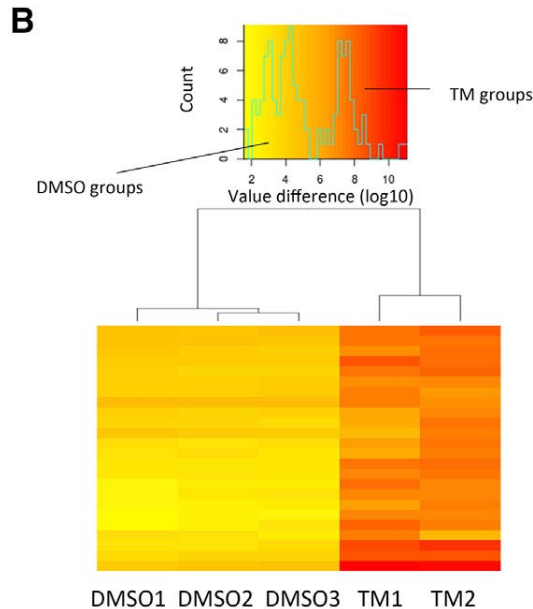 B
8
6
4
2
0
Count
TM groups
DMSO groups
2 4 6 8 10
Value difference (log10)
DMSO1 DMSO2 DMSO3 TM1 TM2